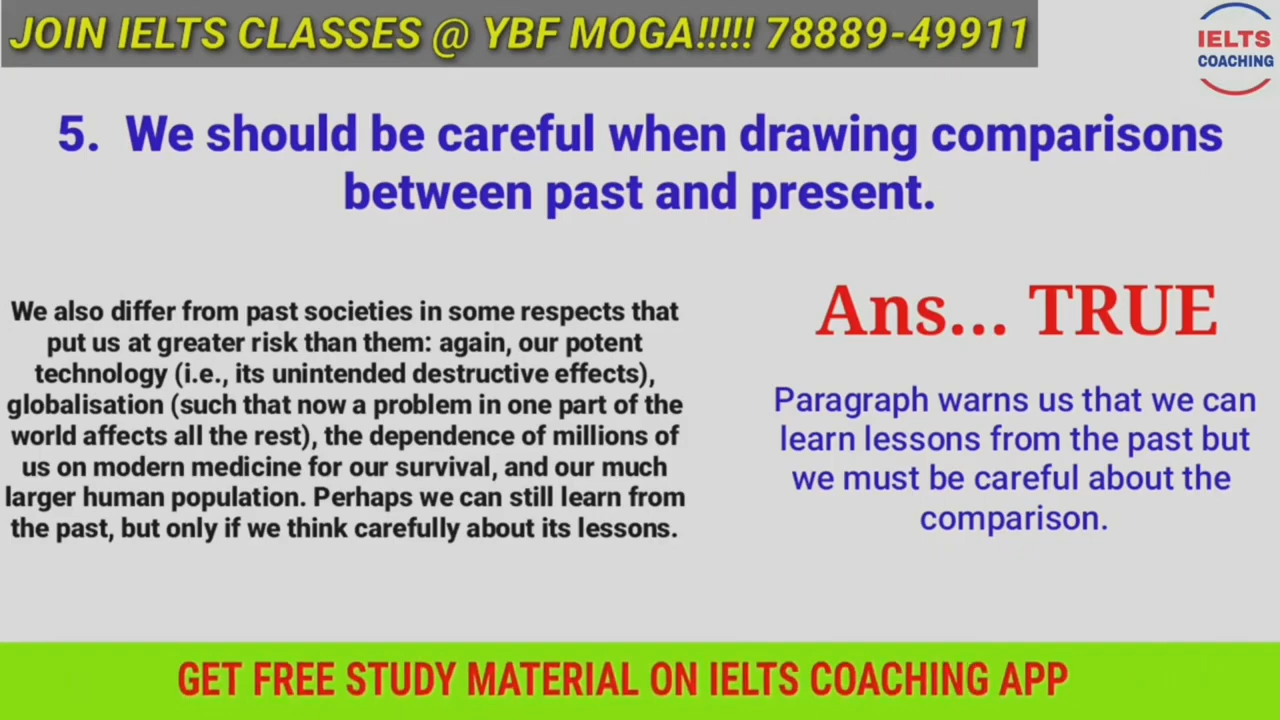 JOIN IELTS CLASSES @ YBF MOGA!!!!! 78889-49911
IELTS
COACHING
5. We should be careful when drawing comparisons
between past and present.
We also differ from past societies in some respects that
put us at greater risk than them: again, our potent
technology (i.e., its unintended destructive effects),
globalisation (such that now a problem in one part of the
world affects all the rest), the dependence of millions of
us on modern medicine for our survival, and our much
larger human population. Perhaps we can still learn from
the past, but only if we think carefully about its lessons.
Ans... TRUE
Paragraph warns us that we can
learn lessons from the past but
we must be careful about the
comparison.
GET FREE STUDY MATERIAL ON IELTS COACHING APP